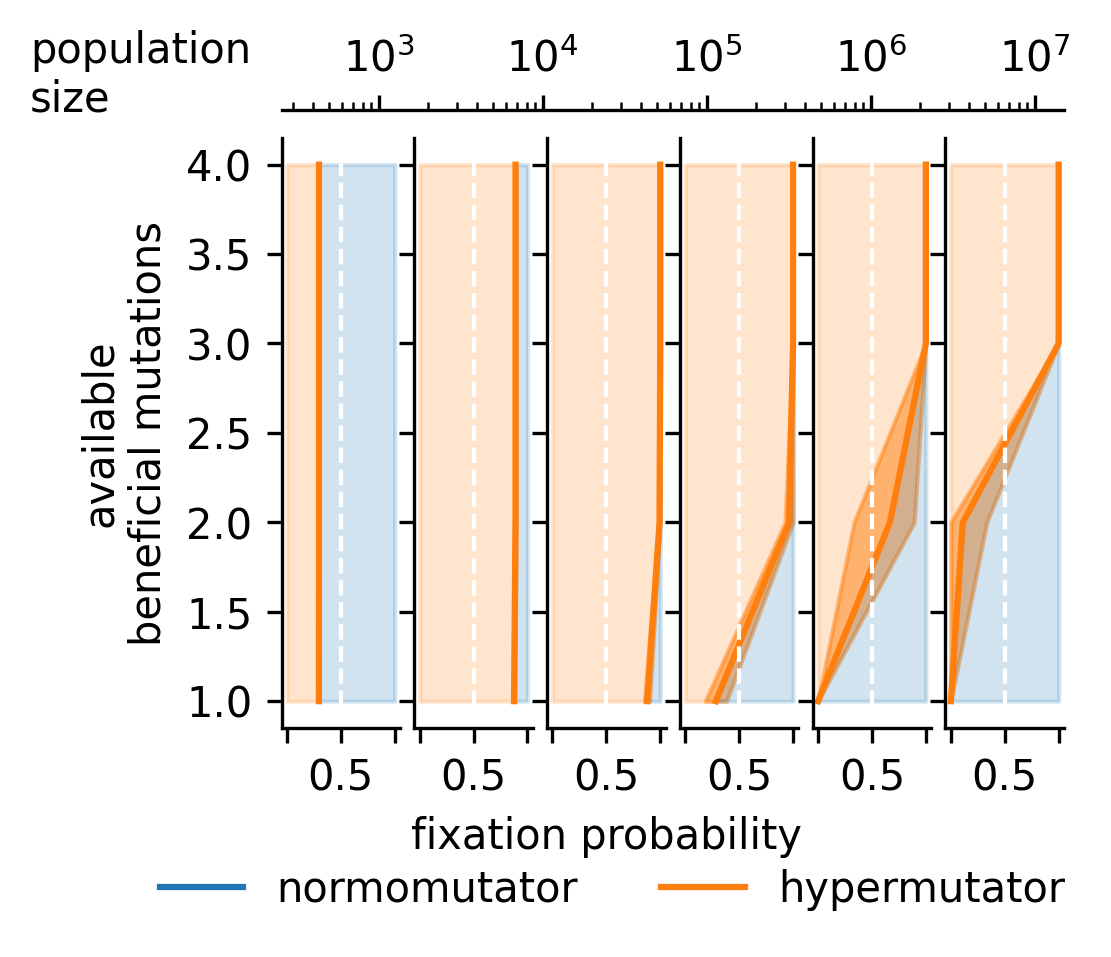 population
size
10³ 10⁴ 10⁵ 10⁶ 10⁷
available
beneficial mutations
4.0
3.5
3.0
2.5
2.0
1.5
1.0
0.5 0.5 0.5 0.5 0.5 0.5
fixation probability
normomutator hypermutator